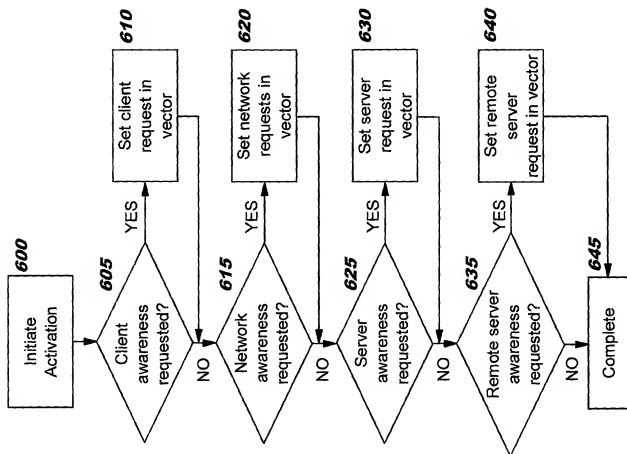 600
Initiate
Activation
605
Client
awareness
requested?
YES
610
Set client
request in
vector
NO
615
Network
awareness
requested?
YES
620
Set network
requests in
vector
NO
625
Server
awareness
requested?
YES
630
Set server
request in
vector
NO
635
Remote server
awareness
requested?
YES
640
Set remote
server
request in vector
NO
645
Complete